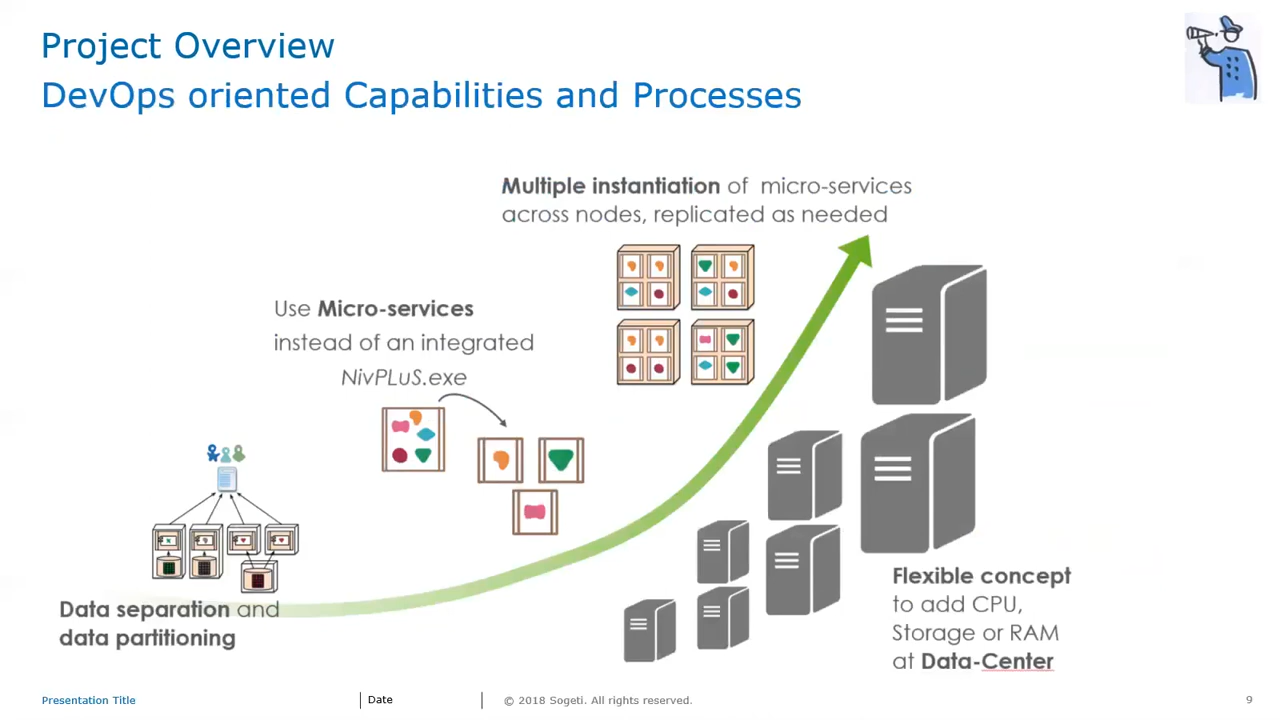 Project Overview
DevOps oriented Capabilities and Processes
Multiple instantiation of micro-services
across nodes, replicated as needed
Use Micro-services
instead of an integrated
NivPLuS.exe
Data separation and
data partitioning
Flexible concept
to add CPU,
Storage or RAM
at Data-Center
Presentation Title
Date
© 2018 Sogeti. All rights reserved.
9